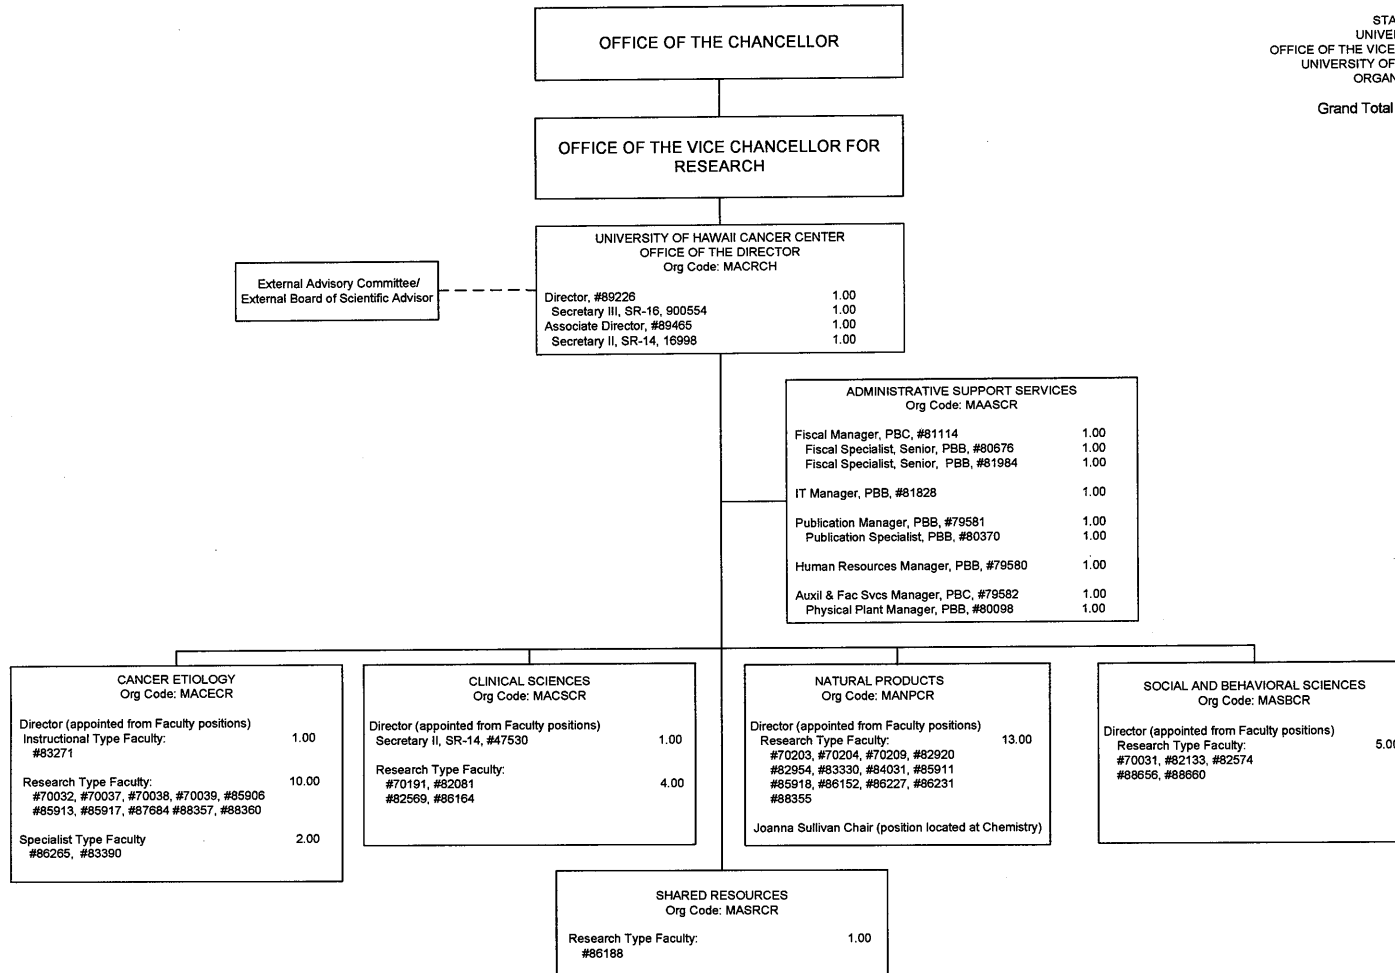 STA
UNIVER
OFFICE OF THE VICE
UNIVERSITY OF
ORGAN
Grand Total
OFFICE OF THE CHANCELLOR
OFFICE OF THE VICE CHANCELLOR FOR
RESEARCH
UNIVERSITY OF HAWAII CANCER CENTER
OFFICE OF THE DIRECTOR
Org Code: MACRCH
Director, #89226 1.00
Secretary III, SR-16, 900554 1.00
Associate Director, #89465 1.00
Secretary II, SR-14, 16998 1.00
External Advisory Committee/
External Board of Scientific Advisor
ADMINISTRATIVE SUPPORT SERVICES
Org Code: MAASCR
Fiscal Manager, PBC, #81114 1.00
Fiscal Specialist, Senior, PBB, #80676 1.00
Fiscal Specialist, Senior, PBB, #81984 1.00
IT Manager, PBB, #81828 1.00
Publication Manager, PBB, #79581 1.00
Publication Specialist, PBB, #80370 1.00
Human Resources Manager, PBB, #79580 1.00
Auxil & Fac Svcs Manager, PBC, #79582 1.00
Physical Plant Manager, PBB, #80098 1.00
CANCER ETIOLOGY
Org Code: MACECR
Director (appointed from Faculty positions)
Instructional Type Faculty: 1.00
#83271
Research Type Faculty: 10.00
#70032, #70037, #70038, #70039, #85906
#85913, #85917, #87684 #88357, #88360
Specialist Type Faculty 2.00
#86265, #83390
CLINICAL SCIENCES
Org Code: MACSCR
Director (appointed from Faculty positions)
Secretary II, SR-14, #47530 1.00
Research Type Faculty:
#70191, #82081 4.00
#82569, #86164
NATURAL PRODUCTS
Org Code: MANPCR
Director (appointed from Faculty positions)
Research Type Faculty: 13.00
#70203, #70204, #70209, #82920
#82954, #83330, #84031, #85911
#85918, #86152, #86227, #86231
#88355
Joanna Sullivan Chair (position located at Chemistry)
SOCIAL AND BEHAVIORAL SCIENCES
Org Code: MASBCR
Director (appointed from Faculty positions)
Research Type Faculty: 5.00
#70031, #82133, #82574
#88656, #88660
SHARED RESOURCES
Org Code: MASRCR
Research Type Faculty: 1.00
#86188